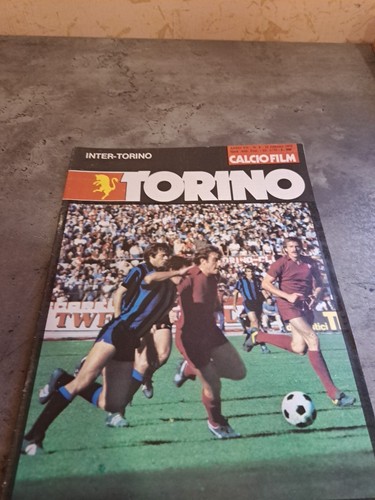 INTER-TORINO
CALCIO FILM
TORINO
TWE